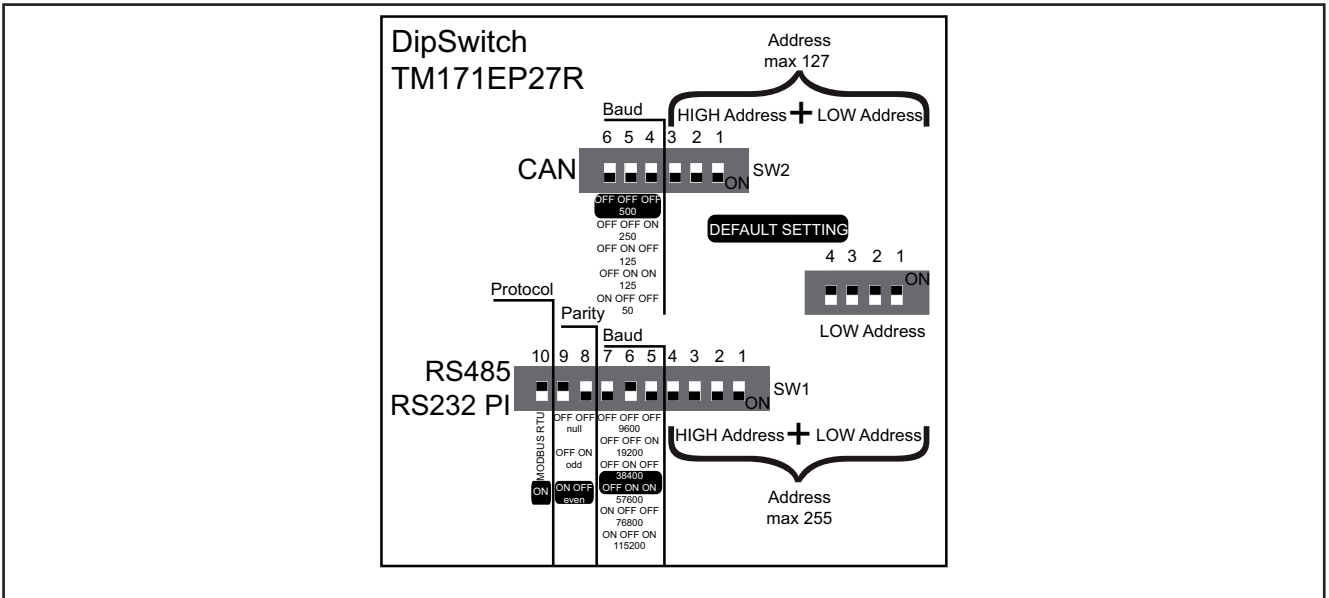 DipSwitch
TM171EP27R
Address
max 127
Baud
HIGH Address + LOW Address
6 5 4 3 2 1
CAN
ON
SW2
OFF OFF OFF
500
OFF OFF ON
250
OFF ON OFF
125
OFF ON ON
125
ON OFF OFF
50
DEFAULT SETTING
4 3 2 1
ON
LOW Address
Protocol
Parity
Baud
10 9 8 7 6 5 4 3 2 1
RS485
RS232 PI
ON
SW1
MODBUS RTU
ON
OFF OFF
null
OFF ON
odd
ON OFF
even
OFF OFF OFF
9600
OFF OFF ON
19200
OFF ON OFF
38400
OFF ON ON
57600
ON OFF OFF
76800
ON OFF ON
115200
HIGH Address + LOW Address
Address
max 255